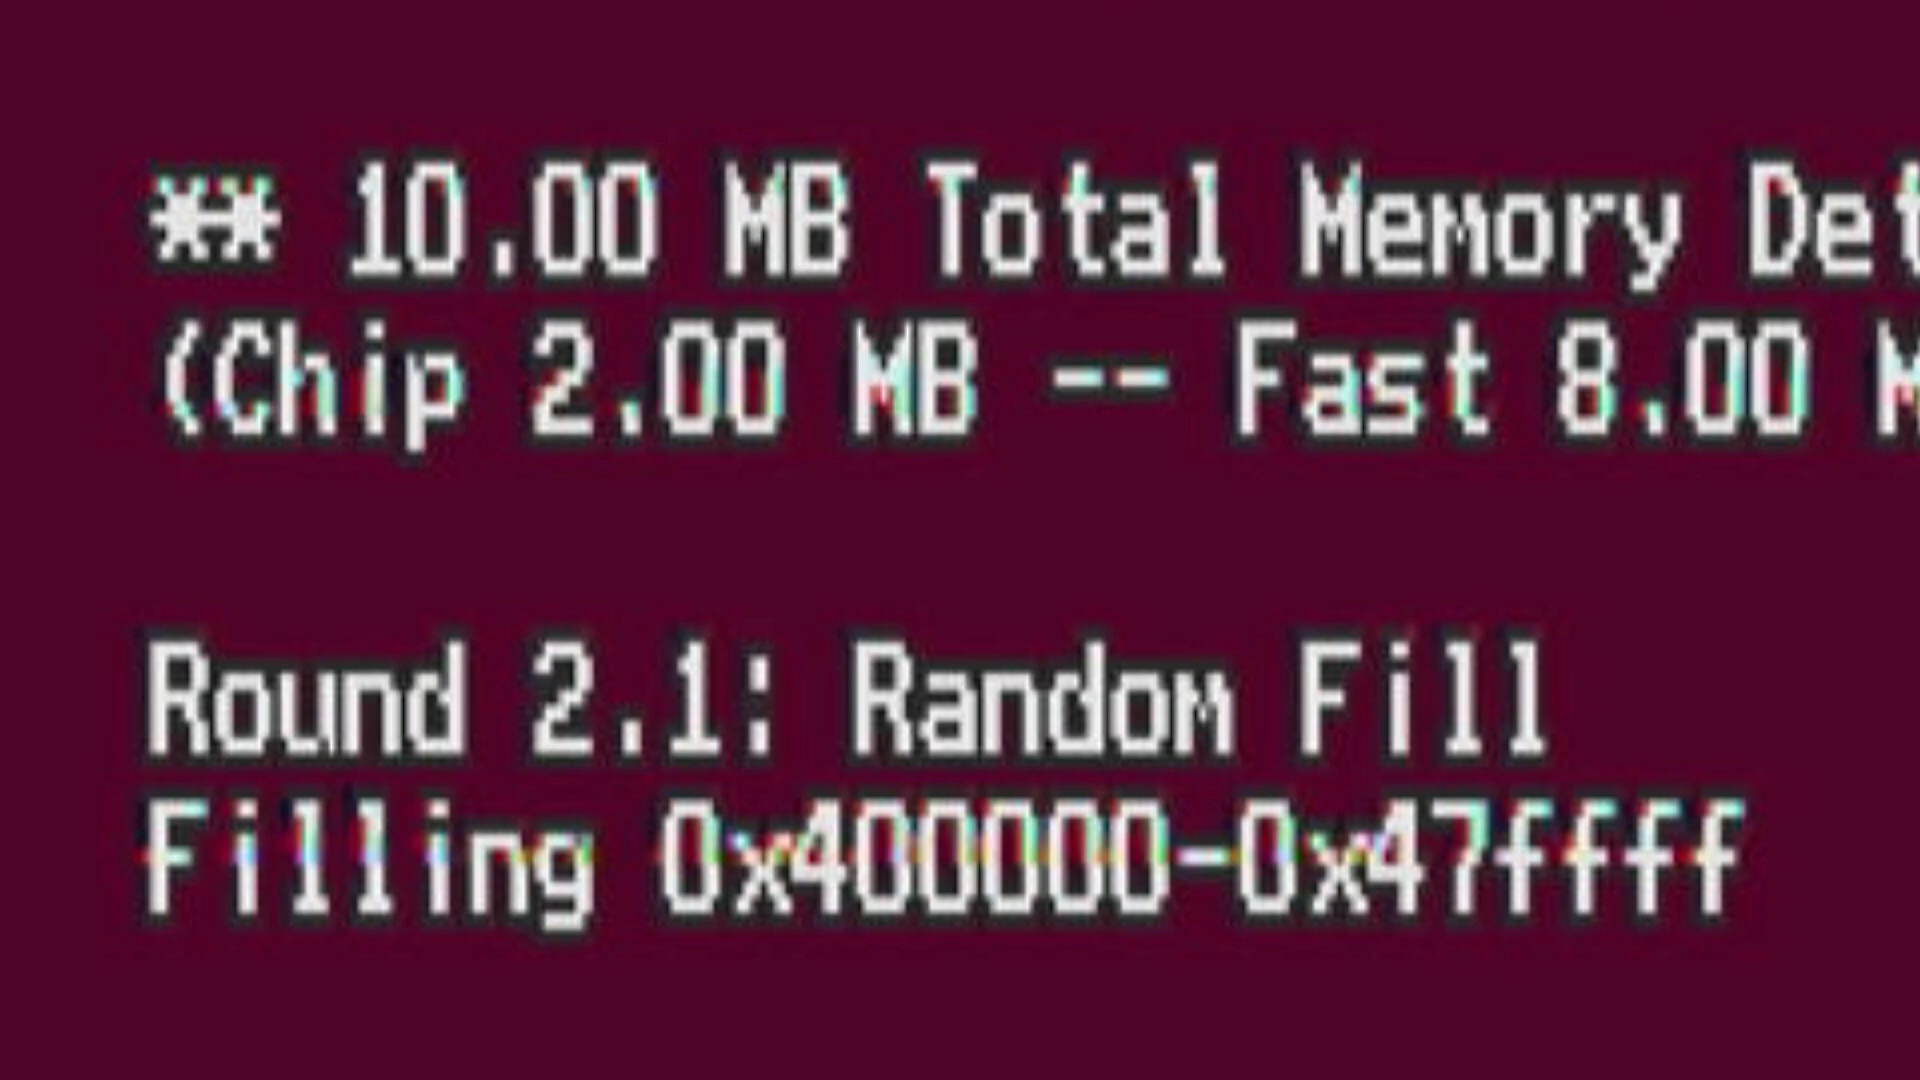 ** 10.00 MB Total Memory Det
(Chip 2.00 MB -- Fast 8.00 M
Round 2.1: Random Fill
Filling 0x400000-0x47ffff